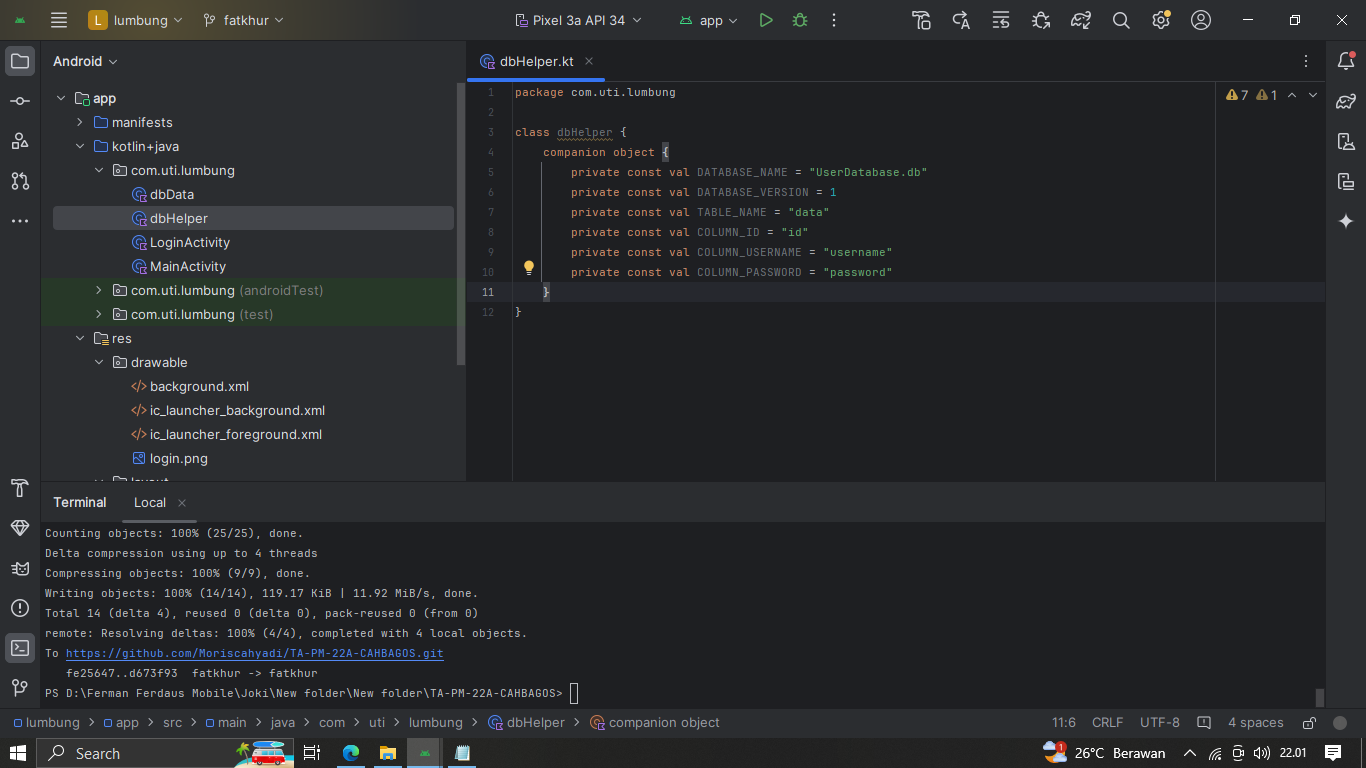 L lumbung fatkhur Pixel 3a API 34 app
Android
dbHelper.kt
app
manifests
kotlin+java
com.uti.lumbung
dbData
dbHelper
LoginActivity
MainActivity
com.uti.lumbung (androidTest)
com.uti.lumbung (test)
res
drawable
background.xml
ic_launcher_background.xml
ic_launcher_foreground.xml
login.png
7 1
1 package com.uti.lumbung
2
3 class dbHelper {
4 companion object {
5 private const val DATABASE_NAME = "UserDatabase.db"
6 private const val DATABASE_VERSION = 1
7 private const val TABLE_NAME = "data"
8 private const val COLUMN_ID = "id"
9 private const val COLUMN_USERNAME = "username"
10 private const val COLUMN_PASSWORD = "password"
11 }
12 }
Terminal Local
Counting objects: 100% (25/25), done.
Delta compression using up to 4 threads
Compressing objects: 100% (9/9), done.
Writing objects: 100% (14/14), 119.17 KiB | 11.92 MiB/s, done.
Total 14 (delta 4), reused 0 (delta 0), pack-reused 0 (from 0)
remote: Resolving deltas: 100% (4/4), completed with 4 local objects.
To https://github.com/Moriscahyadi/TA-PM-22A-CAHBAGOS.git
fe25647..d673f93 fatkhur -> fatkhur
PS D:\Ferman Ferdaus Mobile\Joki\New folder\New folder\TA-PM-22A-CAHBAGOS>
lumbung > app > src > main > java > com > uti > lumbung > dbHelper > companion object 11:6 CRLF UTF-8 4 spaces
Search 1 26°C Berawan 22.01